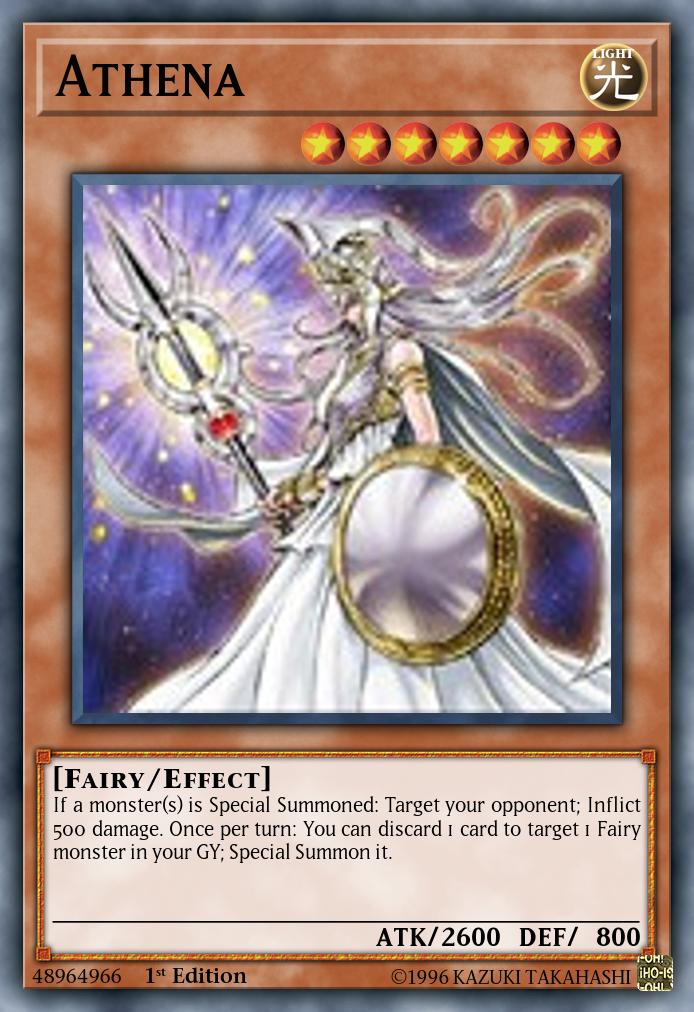 ATHENA
LIGHT
光
[FAIRY/EFFECT]
If a monster(s) is Special Summoned: Target your opponent; Inflict
500 damage. Once per turn: You can discard 1 card to target 1 Fairy
monster in your GY; Special Summon it.
ATK/2600 DEF/ 800
48964966 1st Edition ©1996 KAZUKI TAKAHASHI